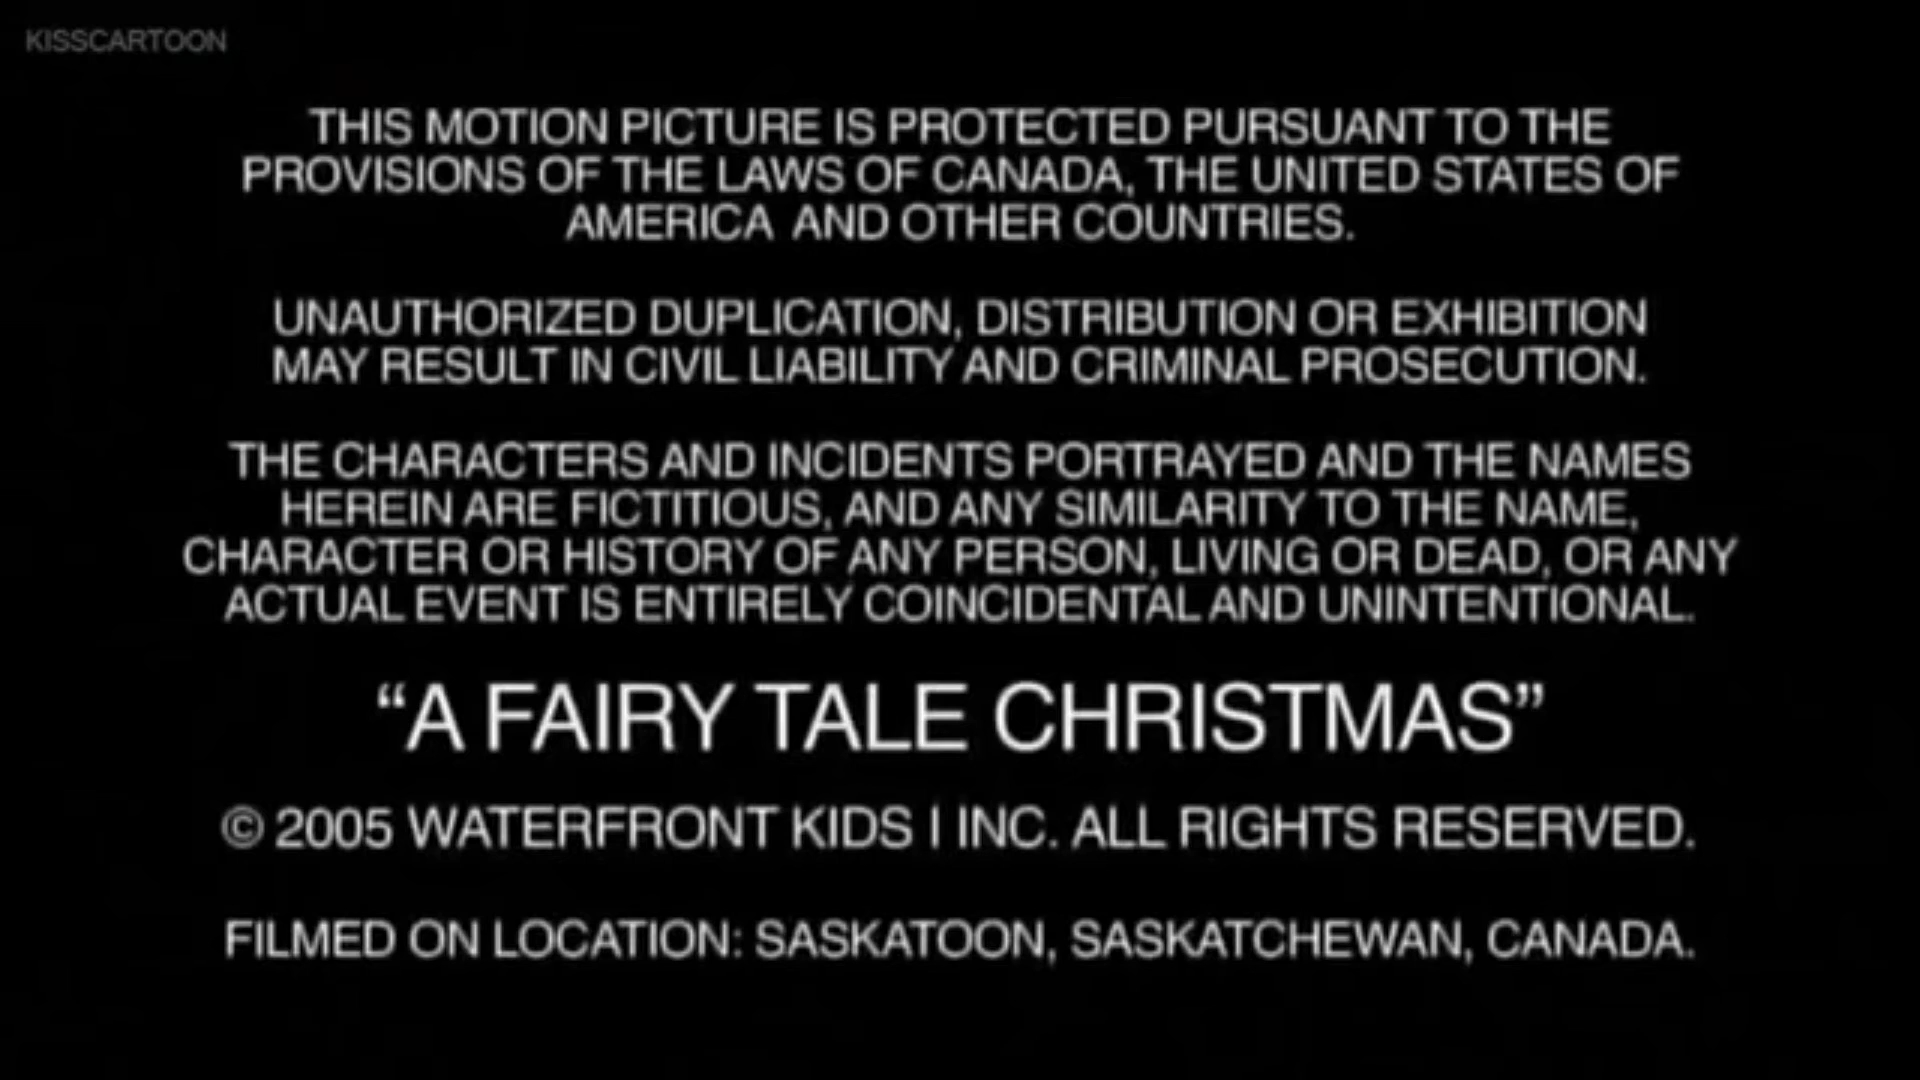 KISSCARTOON
THIS MOTION PICTURE IS PROTECTED PURSUANT TO THE
PROVISIONS OF THE LAWS OF CANADA, THE UNITED STATES OF
AMERICA AND OTHER COUNTRIES.
UNAUTHORIZED DUPLICATION, DISTRIBUTION OR EXHIBITION
MAY RESULT IN CIVIL LIABILITY AND CRIMINAL PROSECUTION.
THE CHARACTERS AND INCIDENTS PORTRAYED AND THE NAMES
HEREIN ARE FICTITIOUS, AND ANY SIMILARITY TO THE NAME,
CHARACTER OR HISTORY OF ANY PERSON, LIVING OR DEAD, OR ANY
ACTUAL EVENT IS ENTIRELY COINCIDENTAL AND UNINTENTIONAL.
“A FAIRY TALE CHRISTMAS”
© 2005 WATERFRONT KIDS I INC. ALL RIGHTS RESERVED.
FILMED ON LOCATION: SASKATOON, SASKATCHEWAN, CANADA.